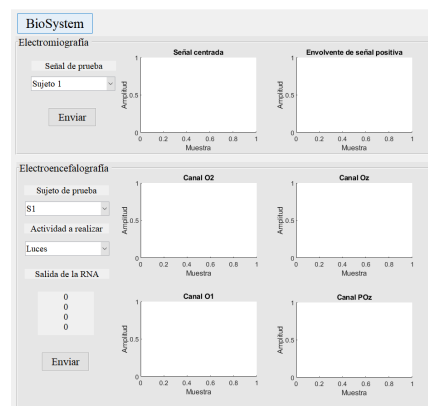 BioSystem
Electromiografía
Señal de prueba
Sujeto 1
Enviar
Señal centrada
Amplitud
1
0.5
0
0 0.2 0.4 0.6 0.8 1
Muestra
Envolvente de señal positiva
Amplitud
1
0.5
0
0 0.2 0.4 0.6 0.8 1
Muestra
Electroencefalografía
Sujeto de prueba
S1
Actividad a realizar
Luces
Salida de la RNA
0
0
0
0
Enviar
Canal O2
Amplitud
1
0.5
0
0 0.2 0.4 0.6 0.8 1
Muestra
Canal Oz
Amplitud
1
0.5
0
0 0.2 0.4 0.6 0.8 1
Muestra
Canal O1
Amplitud
1
0.5
0
0 0.2 0.4 0.6 0.8 1
Muestra
Canal POz
Amplitud
1
0.5
0
0 0.2 0.4 0.6 0.8 1
Muestra